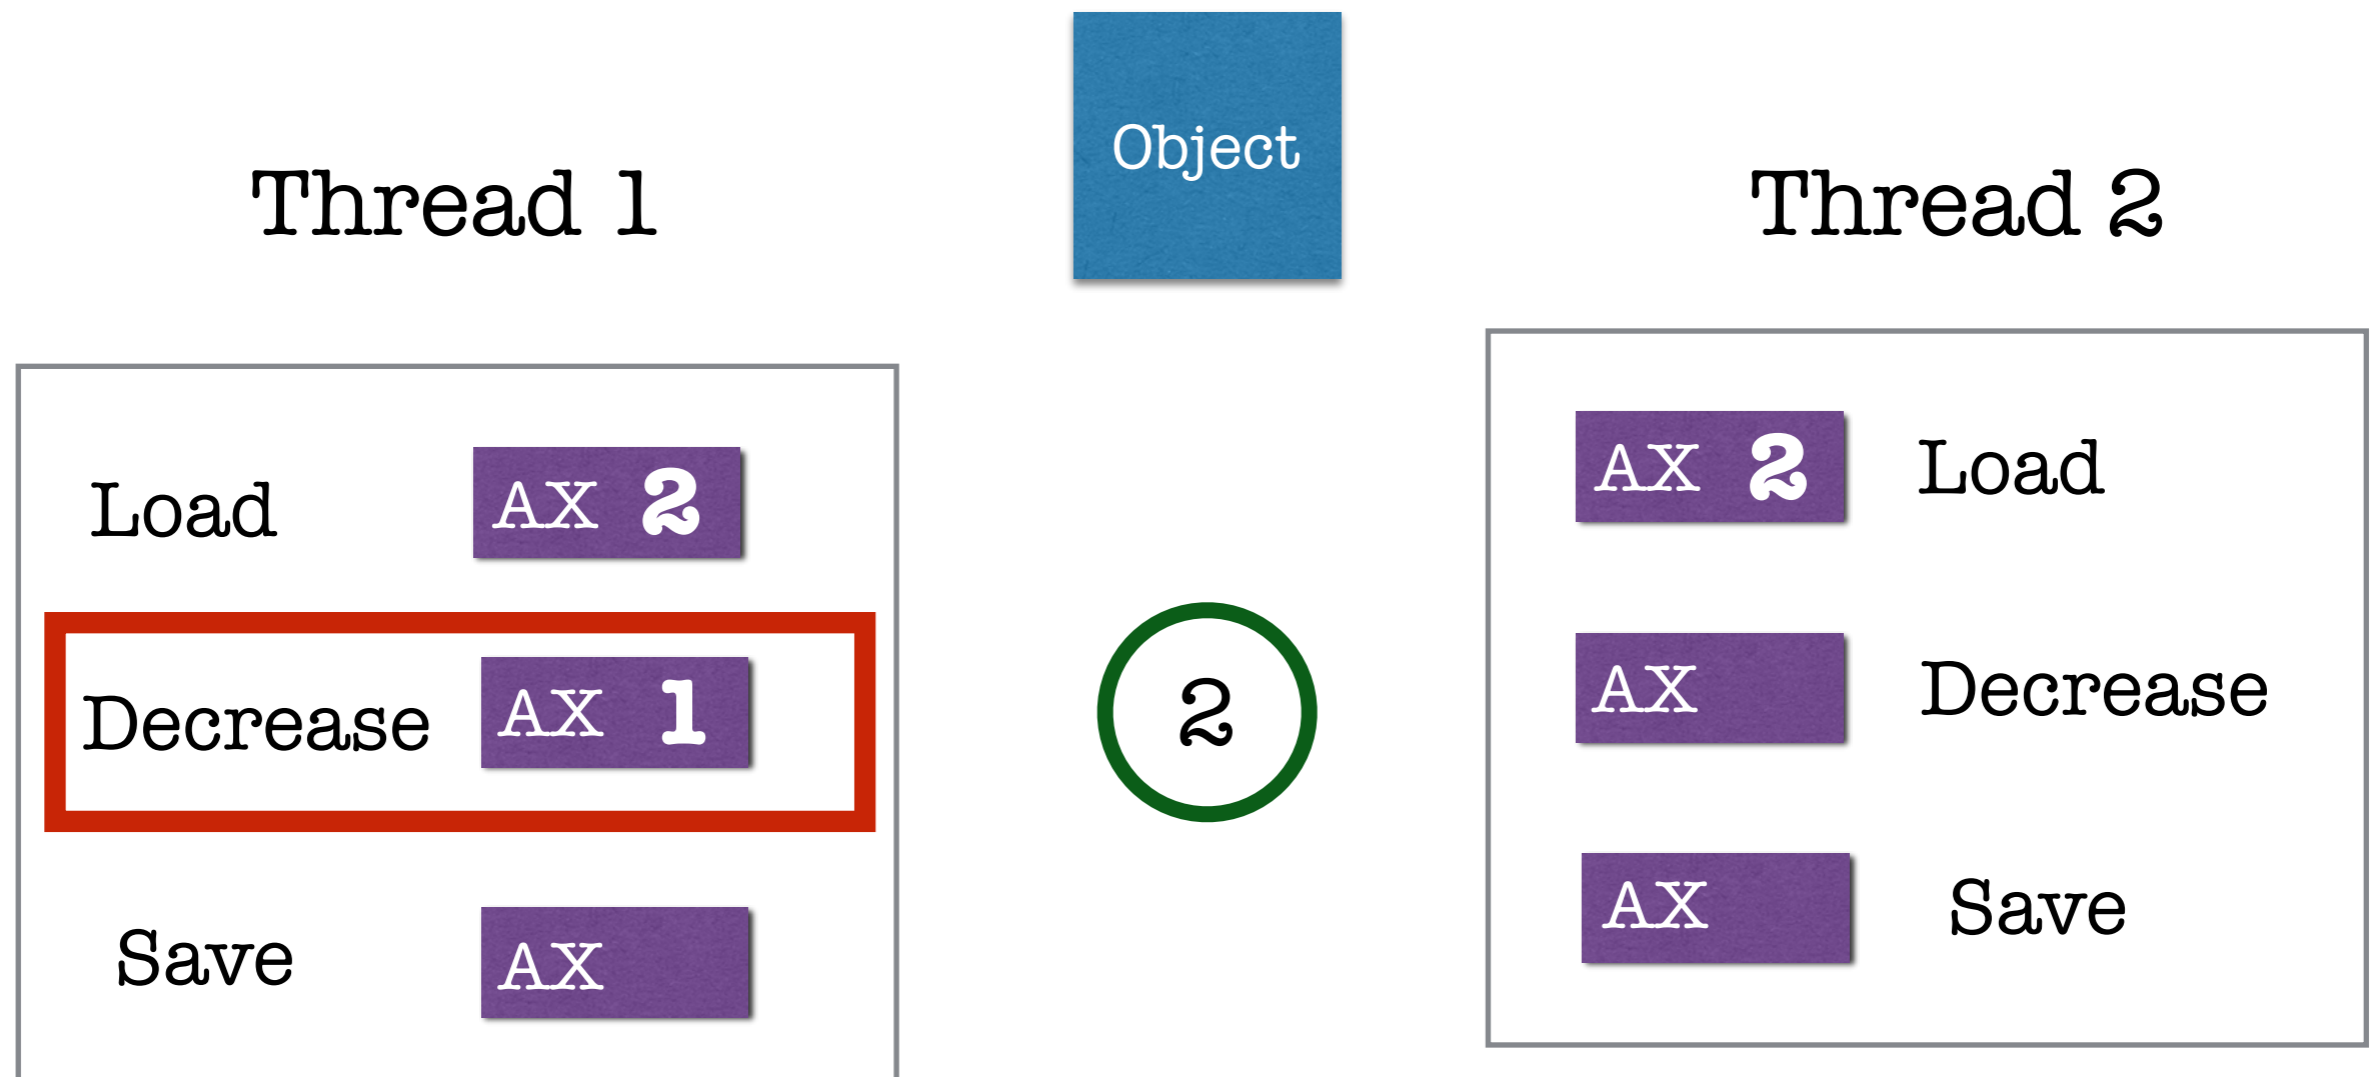 Object
Thread 1
Thread 2
Load AX 2
Decrease AX 1
Save AX
2
AX 2 Load
AX Decrease
AX Save